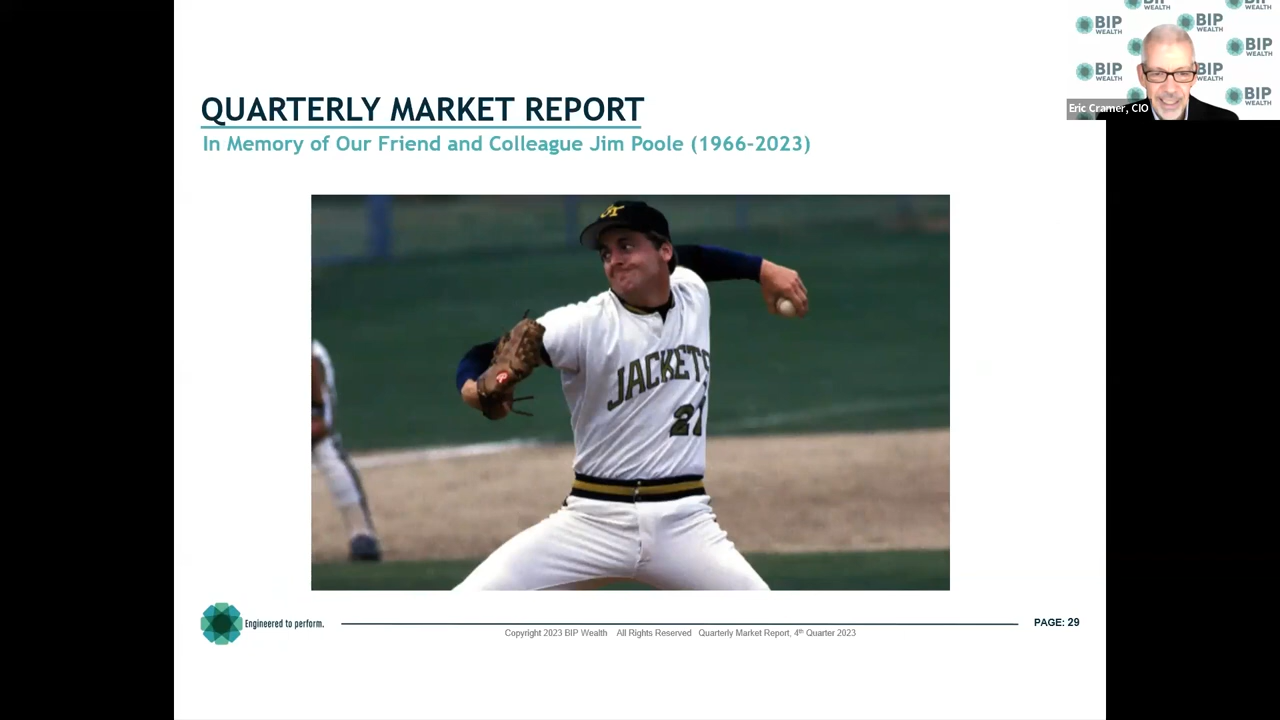 QUARTERLY MARKET REPORT
In Memory of Our Friend and Colleague Jim Poole (1966-2023)
BIP
WEALTH
BIP
WEALTH
BIP
WEALTH
BIP
WEALTH
BIP
WEALTH
BIP
WEALTH
Eric Cramer, CIO
GT
JACKETS
21
Engineered to perform.
PAGE: 29
Copyright 2023 BIP Wealth All Rights Reserved Quarterly Market Report, 4th Quarter 2023